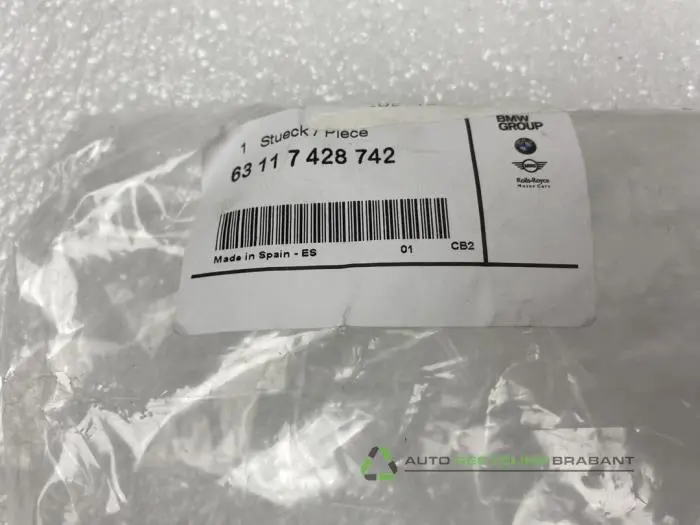 1 Stueck / Piece
63 11 7 428 742
Made in Spain - ES 01 CB2
BMW
GROUP
MINI
Rolls-Royce
Motor Cars
AUTO RECYCLING BRABANT